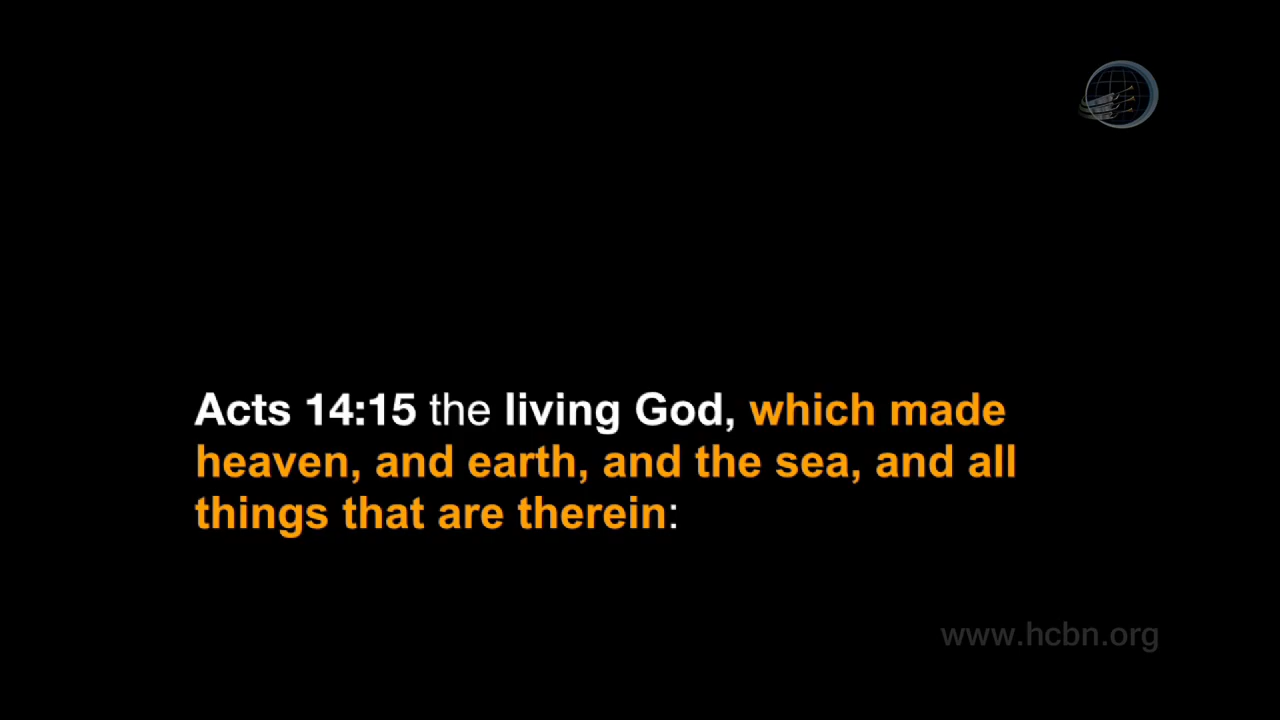 Acts 14:15 the living God, which made
heaven, and earth, and the sea, and all
things that are therein:
www.hcbn.org